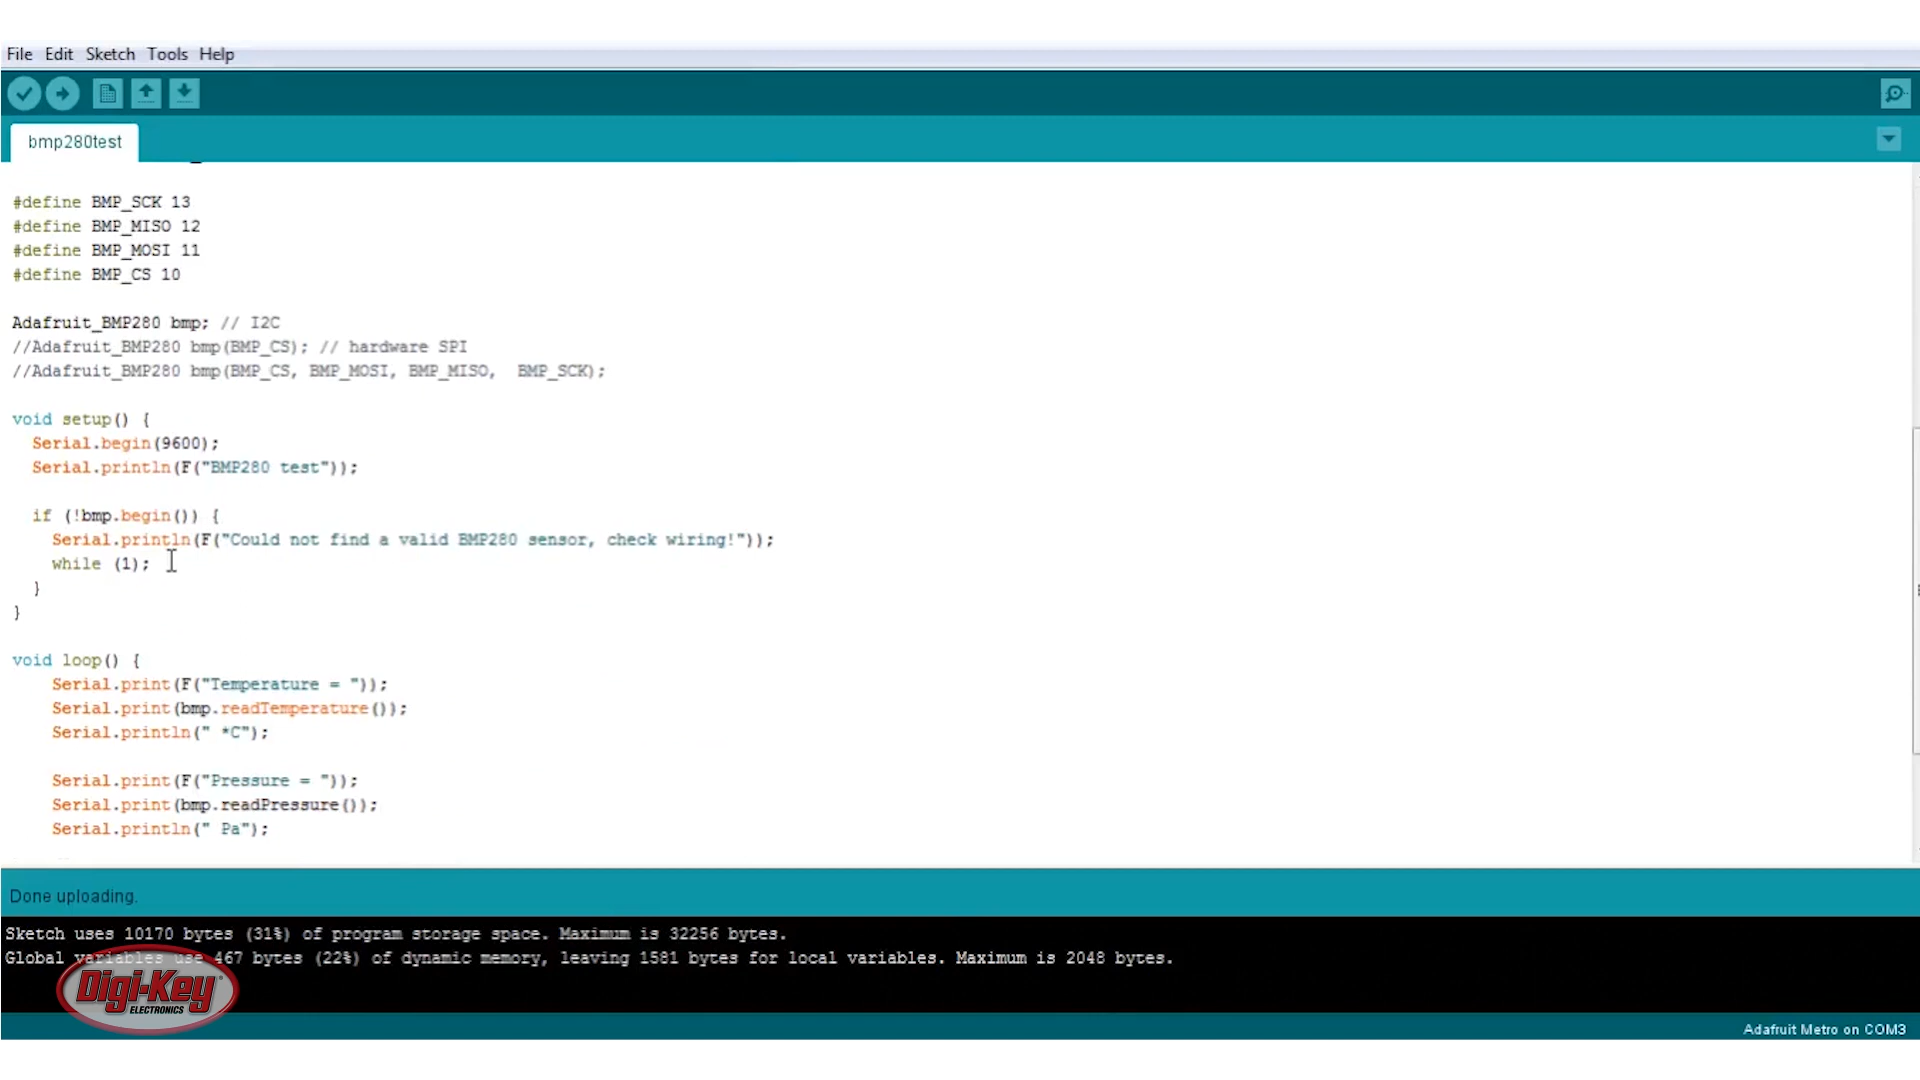 File Edit Sketch Tools Help
bmp280test
#define BMP_SCK 13
#define BMP_MISO 12
#define BMP_MOSI 11
#define BMP_CS 10
Adafruit_BMP280 bmp; // I2C
//Adafruit_BMP280 bmp(BMP_CS); // hardware SPI
//Adafruit_BMP280 bmp(BMP_CS, BMP_MOSI, BMP_MISO,  BMP_SCK);
void setup() {
  Serial.begin(9600);
  Serial.println(F("BMP280 test"));
  if (!bmp.begin()) {
    Serial.println(F("Could not find a valid BMP280 sensor, check wiring!"));
    while (1);
  }
}
void loop() {
    Serial.print(F("Temperature = "));
    Serial.print(bmp.readTemperature());
    Serial.println(" *C");
    Serial.print(F("Pressure = "));
    Serial.print(bmp.readPressure());
    Serial.println(" Pa");
Done uploading.
Sketch uses 10170 bytes (31%) of program storage space. Maximum is 32256 bytes.
Global variables use 467 bytes (22%) of dynamic memory, leaving 1581 bytes for local variables. Maximum is 2048 bytes.
Digi-Key
ELECTRONICS
Adafruit Metro on COM3